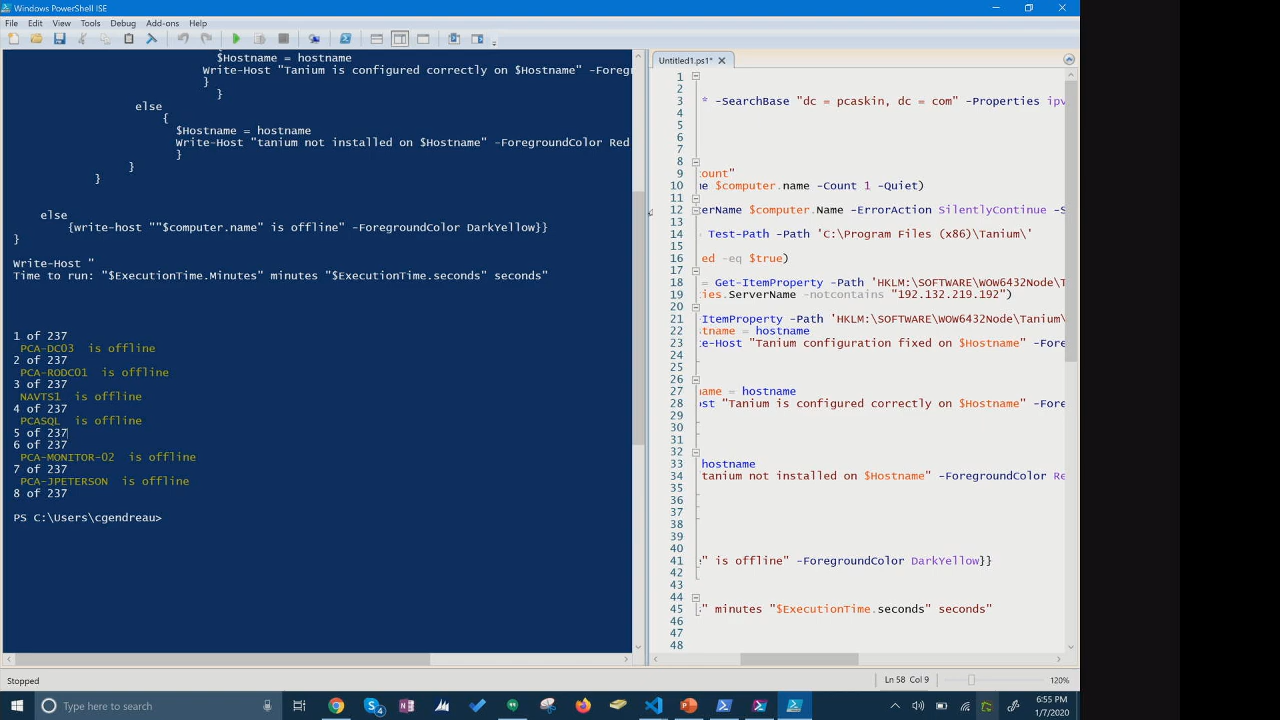 Windows PowerShell ISE
File Edit View Tools Debug Add-ons Help
$Hostname = hostname
Write-Host "Tanium is configured correctly on $Hostname" -Foreg
}
}
else
{
$Hostname = hostname
Write-Host "tanium not installed on $Hostname" -ForegroundColor Red
}
}
}
else
{write-host ""$computer.name" is offline" -ForegroundColor DarkYellow}}
}
Write-Host "
Time to run: "$ExecutionTime.Minutes" minutes "$ExecutionTime.seconds" seconds"
1 of 237
PCA-DC03 is offline
2 of 237
PCA-RODC01 is offline
3 of 237
NAVTS1 is offline
4 of 237
PCASQL is offline
5 of 237
6 of 237
PCA-MONITOR-02 is offline
7 of 237
PCA-JPETERSON is offline
8 of 237
PS C:\Users\cgendreau>
Untitled1.ps1*
1
2
3 * -SearchBase "dc = pcaskin, dc = com" -Properties ipv
4
5
6
7
8
9 count"
10 $computer.name -Count 1 -Quiet)
11
12 erName $computer.Name -ErrorAction SilentlyContinue -S
13
14 Test-Path -Path 'C:\Program Files (x86)\Tanium\'
15
16 ed -eq $true)
17
18 = Get-ItemProperty -Path 'HKLM:\SOFTWARE\WOW6432Node\T
19 ies.ServerName -notcontains "192.132.219.192")
20
21 ItemProperty -Path 'HKLM:\SOFTWARE\WOW6432Node\Tanium\
22 stname = hostname
23 te-Host "Tanium configuration fixed on $Hostname" -Fore
24
25
26
27 name = hostname
28 ost "Tanium is configured correctly on $Hostname" -Fore
29
30
31
32
33 hostname
34 tanium not installed on $Hostname" -ForegroundColor Re
35
36
37
38
39
40
41 " is offline" -ForegroundColor DarkYellow}}
42
43
44
45 " minutes "$ExecutionTime.seconds" seconds"
46
47
48
Stopped
Ln 58 Col 9
120%
Type here to search
6:55 PM
1/7/2020